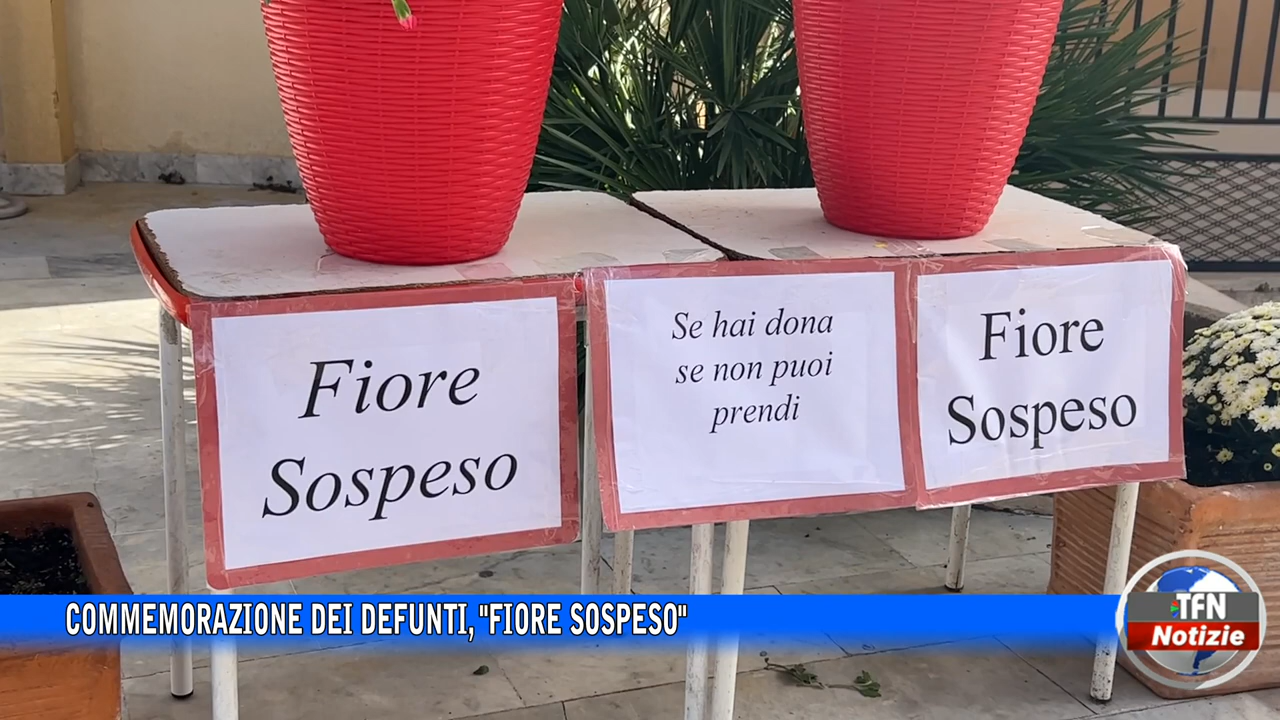 Fiore
Sospeso
Se hai dona
se non puoi
prendi
Fiore
Sospeso
COMMEMORAZIONE DEI DEFUNTI,"FIORE SOSPESO"
TFN
Notizie